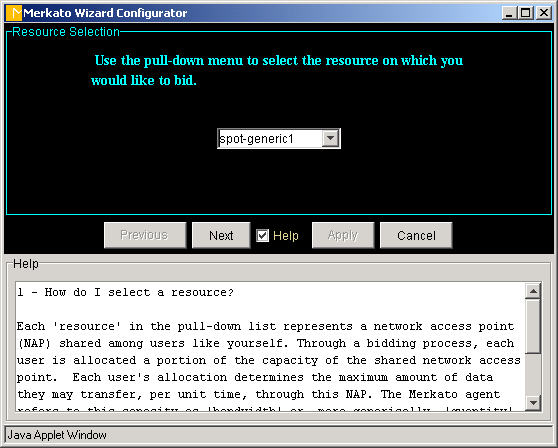 Merkato Wizard Configurator
Resource Selection
Use the pull-down menu to select the resource on which you
would like to bid.
spot-generic1
Previous Next Help Apply Cancel
Help
1 - How do I select a resource?
Each 'resource' in the pull-down list represents a network access point
(NAP) shared among users like yourself. Through a bidding process, each
user is allocated a portion of the capacity of the shared network access
point.  Each user's allocation determines the maximum amount of data
they may transfer, per unit time, through this NAP. The Merkato agent
refers to this capacity as 'bandwidth' or, more generically, 'quantity'
Java Applet Window